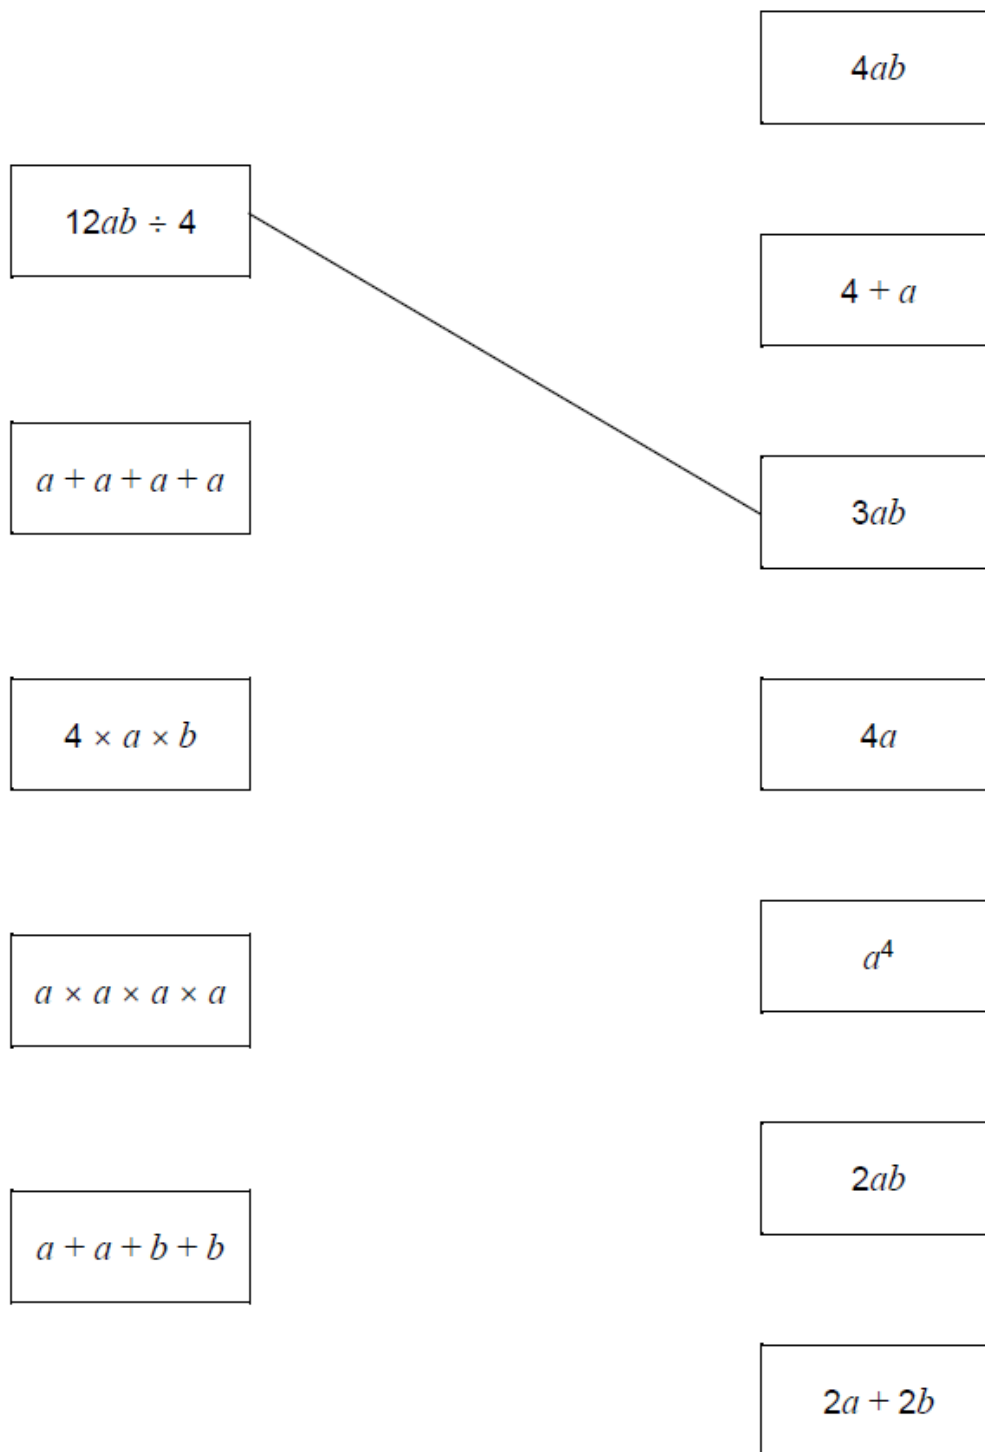 4ab
12ab ÷ 4
4 + a
a + a + a + a
3ab
4 × a × b
4a
a⁴
a × a × a × a
2ab
a + a + b + b
2a + 2b